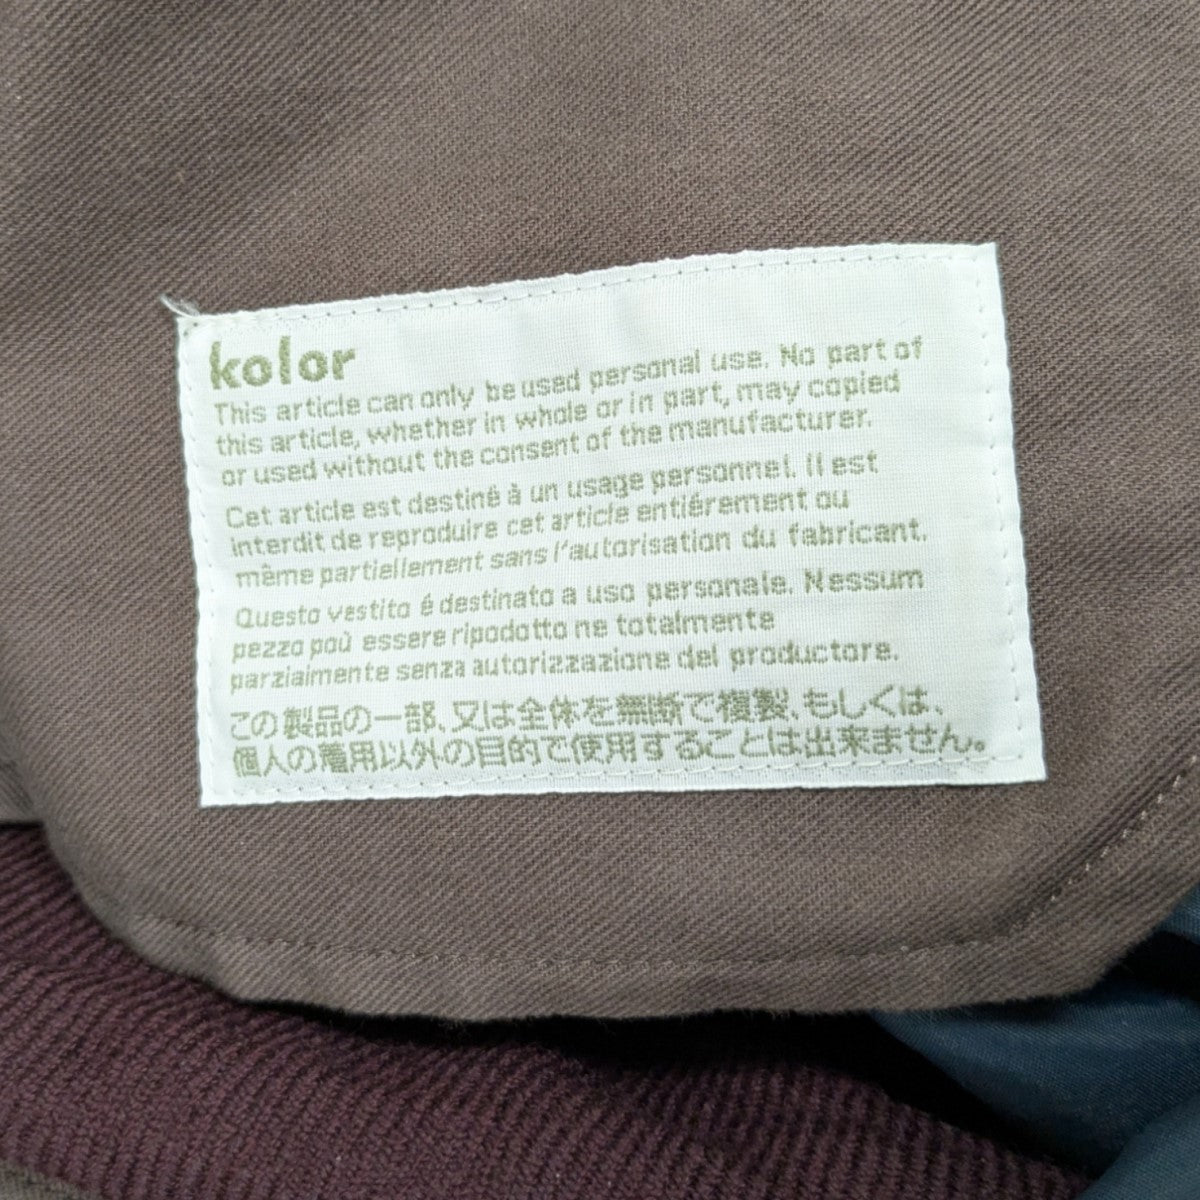 kolor
This article can only be used personal use. No part of
this article, whether in whole or in part, may copied
or used without the consent of the manufacturer.
Cet article est destiné à un usage personnel. Il est
interdit de reproduire cet article entiérement ou
même partiellement sans l'autorisation du fabricant.
Questo vestito é destinato a uso personale. Nessum
pezzo poù essere ripodotto ne totalmente
parzialmente senza autorizzazione del productore.
この製品の一部、又は全体を無断で複製、もしくは、
個人の着用以外の目的で使用することは出来ません。